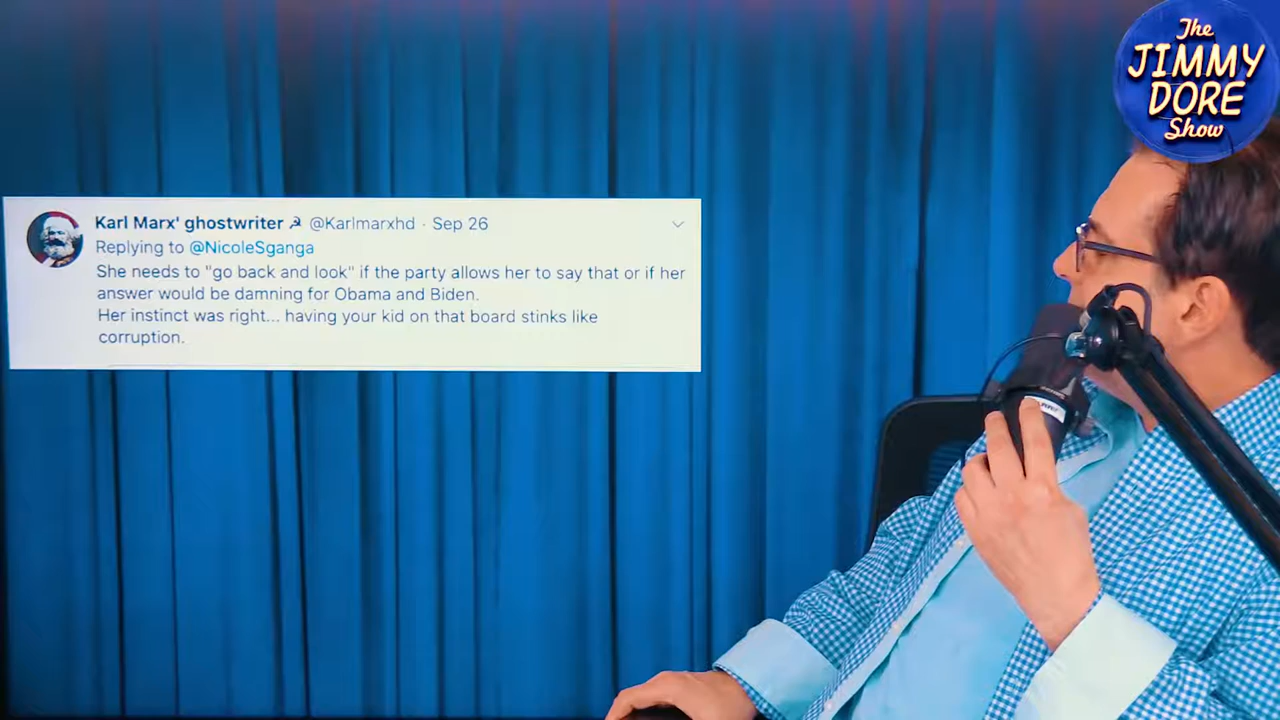 The
JIMMY
DORE
Show
Karl Marx' ghostwriter ☭ @Karlmarxhd · Sep 26
Replying to @NicoleSganga
She needs to "go back and look" if the party allows her to say that or if her
answer would be damning for Obama and Biden.
Her instinct was right... having your kid on that board stinks like
corruption.